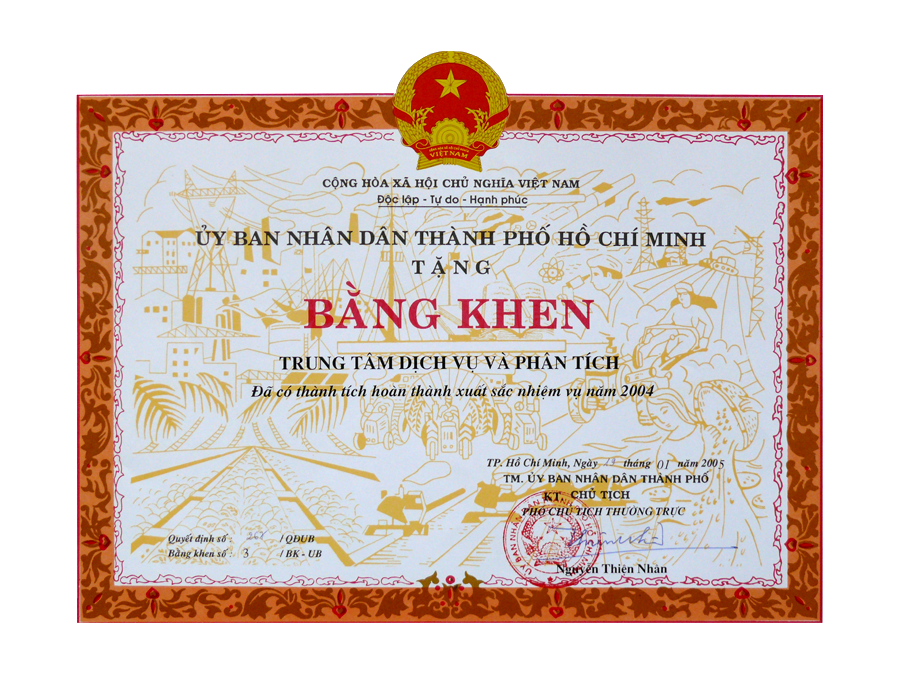 VIỆT NAM
CỘNG HÒA XÃ HỘI CHỦ NGHĨA VIỆT NAM
Độc lập - Tự do - Hạnh phúc
ỦY BAN NHÂN DÂN THÀNH PHỐ HỒ CHÍ MINH
TẶNG
BẰNG KHEN
TRUNG TÂM DỊCH VỤ VÀ PHÂN TÍCH
Đã có thành tích hoàn thành xuất sắc nhiệm vụ năm 2004
TP. Hồ Chí Minh, Ngày tháng 01 năm 2005
TM. ỦY BAN NHÂN DÂN THÀNH PHỐ
KT. CHỦ TỊCH
PHÓ CHỦ TỊCH THƯỜNG TRỰC
Quyết định số : /QĐUB
Bằng khen số : 3 /BK - UB
Nguyễn Thiện Nhân